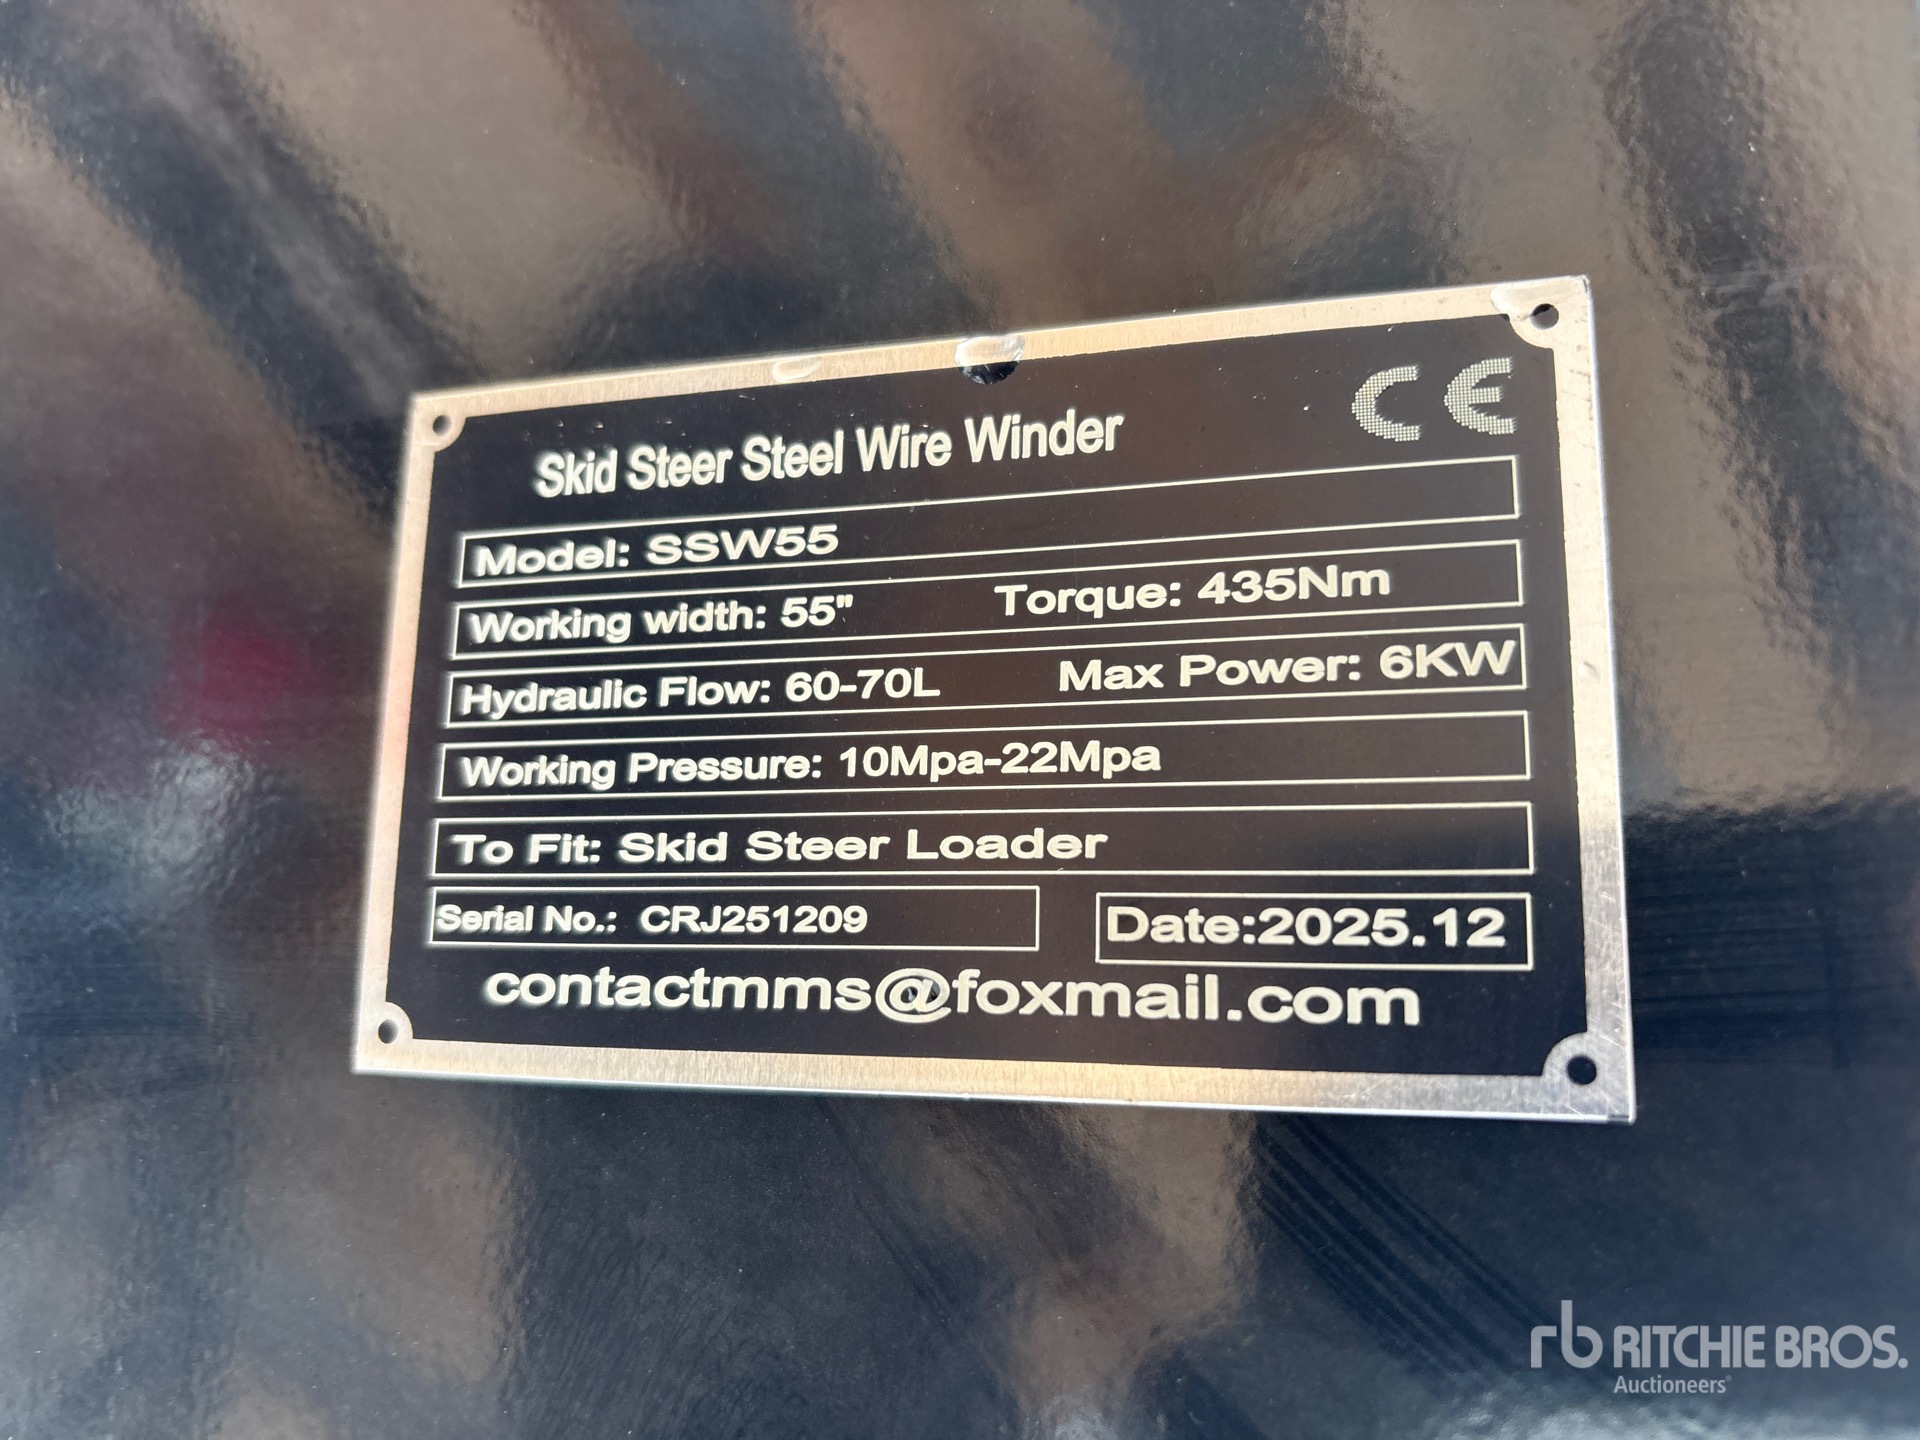 CE
Skid Steer Steel Wire Winder
Model: SSW55
Working width: 55" Torque: 435Nm
Hydraulic Flow: 60-70L Max Power: 6KW
Working Pressure: 10Mpa-22Mpa
To Fit: Skid Steer Loader
Serial No.: CRJ251209 Date:2025.12
contactmms@foxmail.com
rb RITCHIE BROS.
Auctioneers